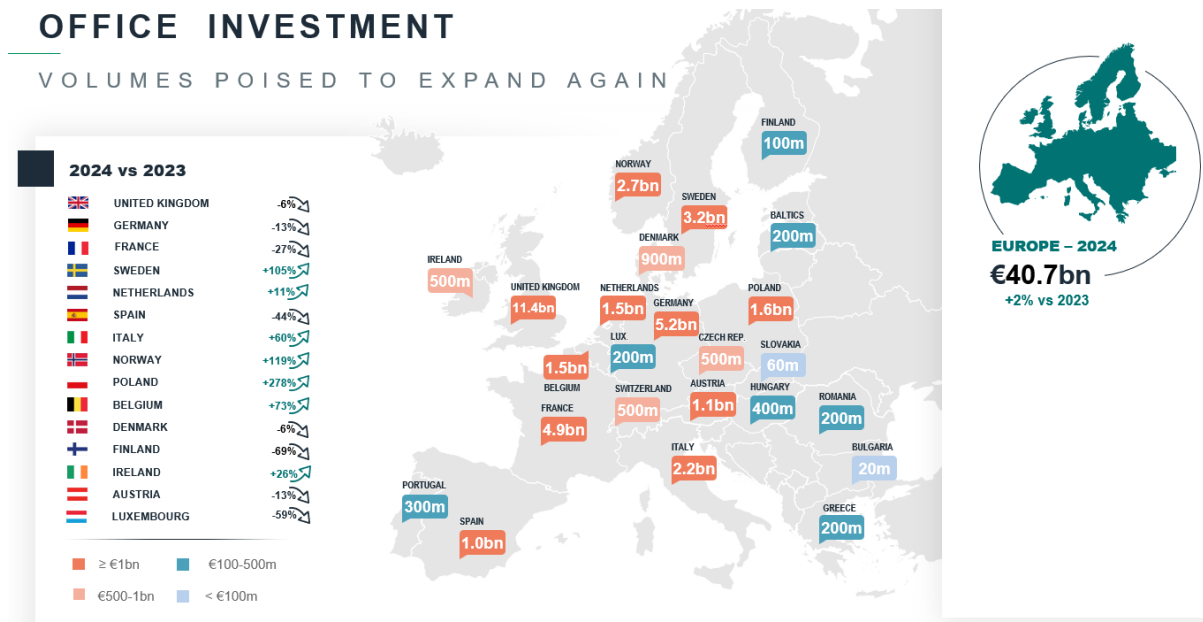 OFFICE INVESTMENT
VOLUMES POISED TO EXPAND AGAIN
2024 vs 2023
UNITED KINGDOM -6%
GERMANY -13%
FRANCE -27%
SWEDEN +105%
NETHERLANDS +11%
SPAIN -44%
ITALY +60%
NORWAY +119%
POLAND +278%
BELGIUM +73%
DENMARK -6%
FINLAND -69%
IRELAND +26%
AUSTRIA -13%
LUXEMBOURG -59%
≥ €1bn
€100-500m
€500-1bn
< €100m
FINLAND
100m
NORWAY
2.7bn
SWEDEN
3.2bn
BALTICS
200m
DENMARK
900m
IRELAND
500m
UNITED KINGDOM
11.4bn
NETHERLANDS
1.5bn
GERMANY
5.2bn
POLAND
1.6bn
LUX.
200m
CZECH REP.
500m
SLOVAKIA
60m
1.5bn
BELGIUM
SWITZERLAND
500m
AUSTRIA
1.1bn
HUNGARY
400m
ROMANIA
200m
FRANCE
4.9bn
ITALY
2.2bn
BULGARIA
20m
PORTUGAL
300m
SPAIN
1.0bn
GREECE
200m
EUROPE – 2024
€40.7bn
+2% vs 2023